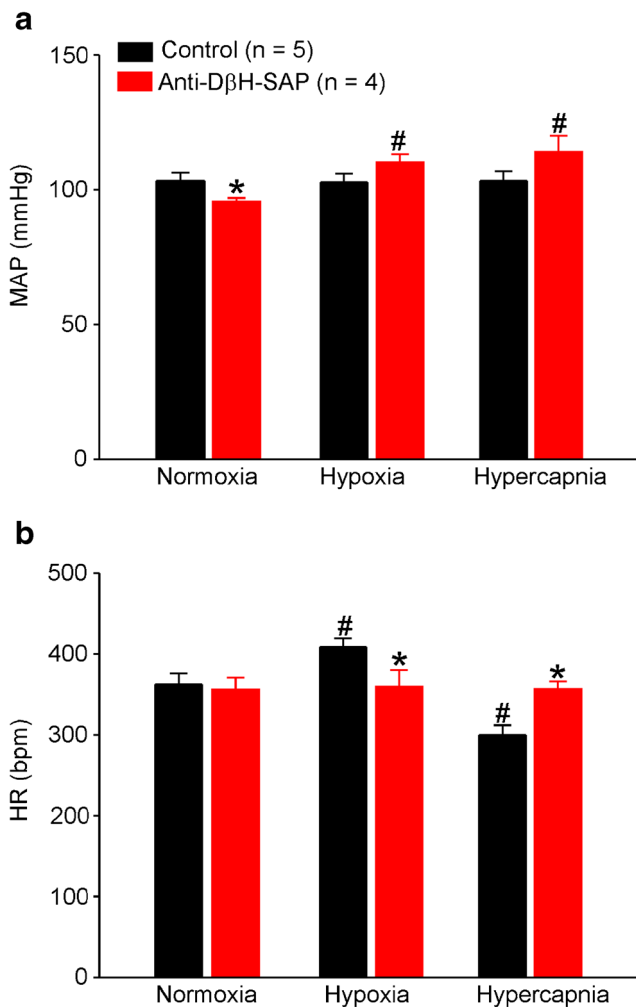 a
Control (n = 5)
Anti-DβH-SAP (n = 4)
MAP (mmHg)
150
100
50
0
*
#
#
Normoxia Hypoxia Hypercapnia
b
HR (bpm)
500
400
300
200
100
0
#
*
#
*
Normoxia Hypoxia Hypercapnia